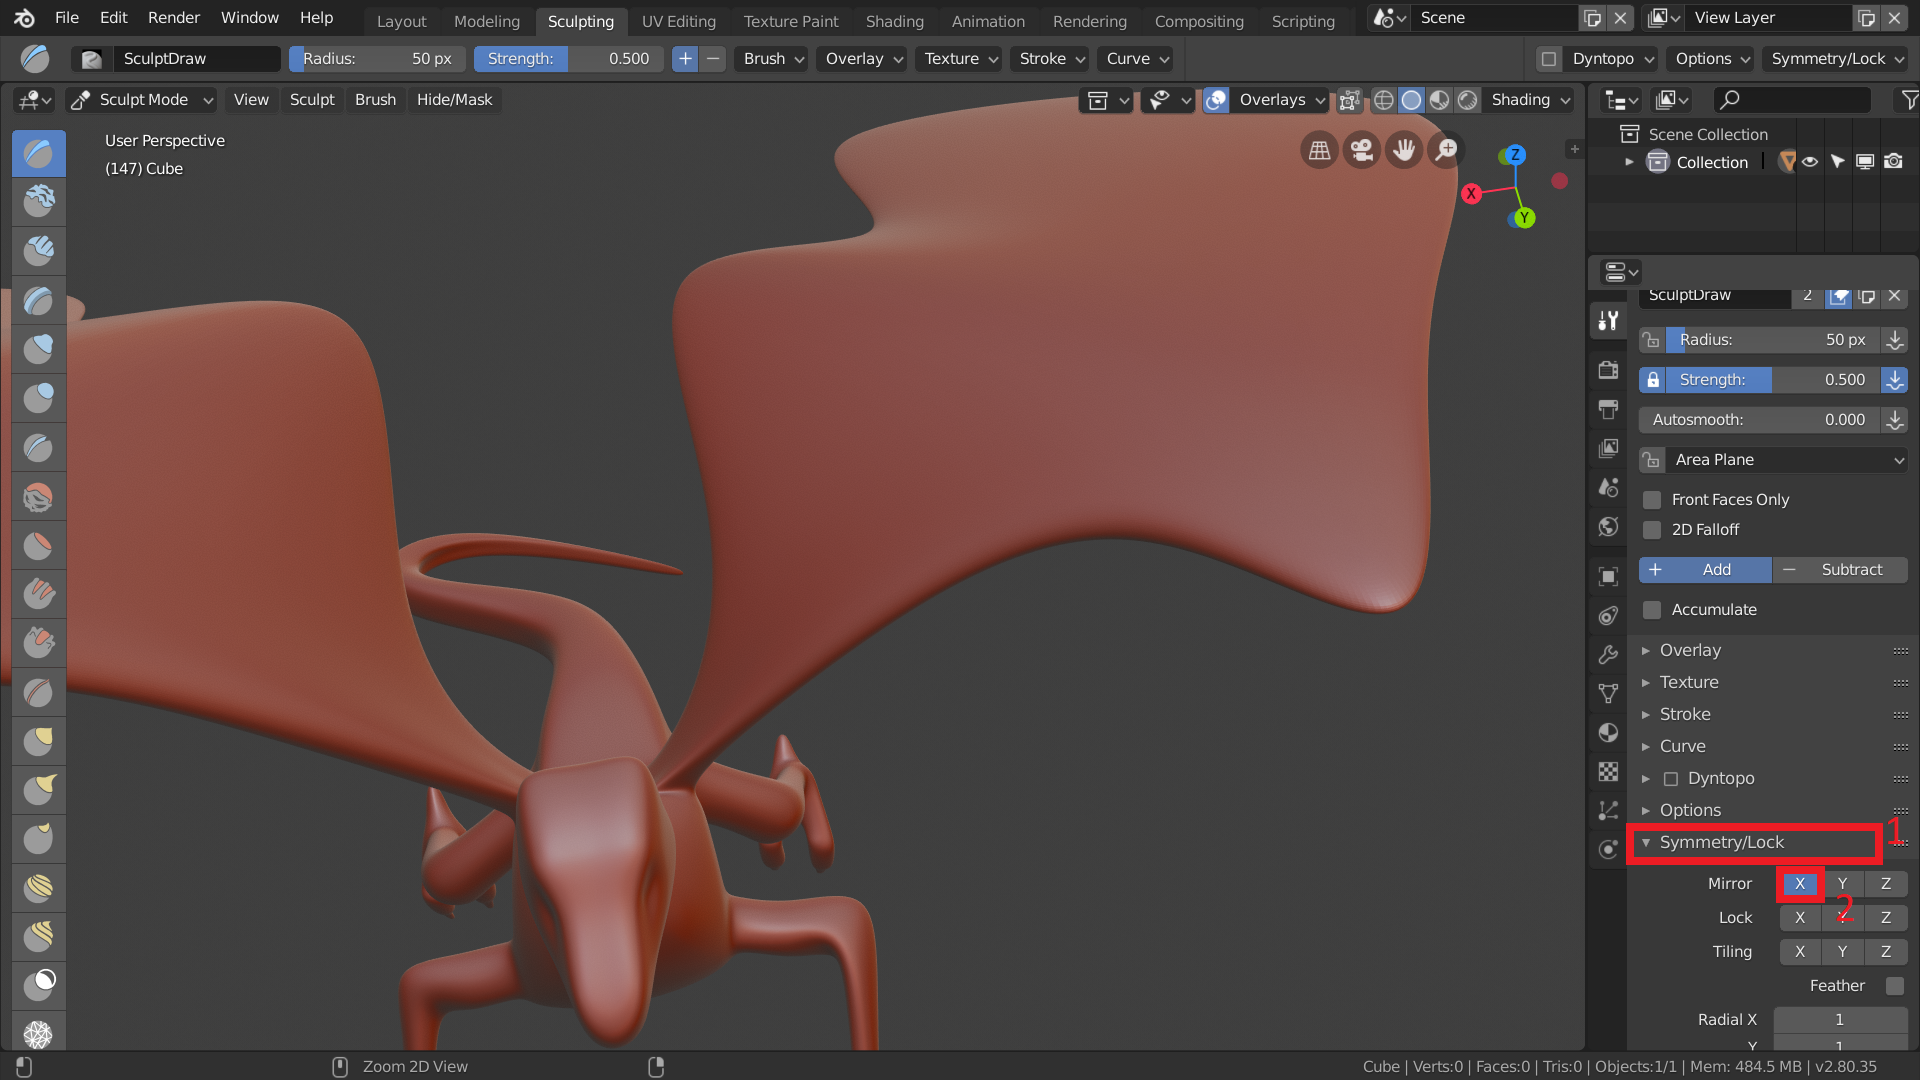 File Edit Render Window Help Layout Modeling Sculpting UV Editing Texture Paint Shading Animation Rendering Compositing Scripting Scene View Layer
SculptDraw Radius: 50 px Strength: 0.500 Brush Overlay Texture Stroke Curve Dyntopo Options Symmetry/Lock
Sculpt Mode View Sculpt Brush Hide/Mask Overlays Shading
User Perspective
(147) Cube
Z
X
Y
Scene Collection
Collection
SculptDraw 2
Radius: 50 px
Strength: 0.500
Autosmooth: 0.000
Area Plane
Front Faces Only
2D Falloff
Add Subtract
Accumulate
Overlay
Texture
Stroke
Curve
Dyntopo
Options
Symmetry/Lock 1
Mirror X Y Z
2
Lock X Y Z
Tiling X Y Z
Feather
Radial X 1
Y 1
Zoom 2D View
Cube | Verts:0 | Faces:0 | Tris:0 | Objects:1/1 | Mem: 484.5 MB | v2.80.35